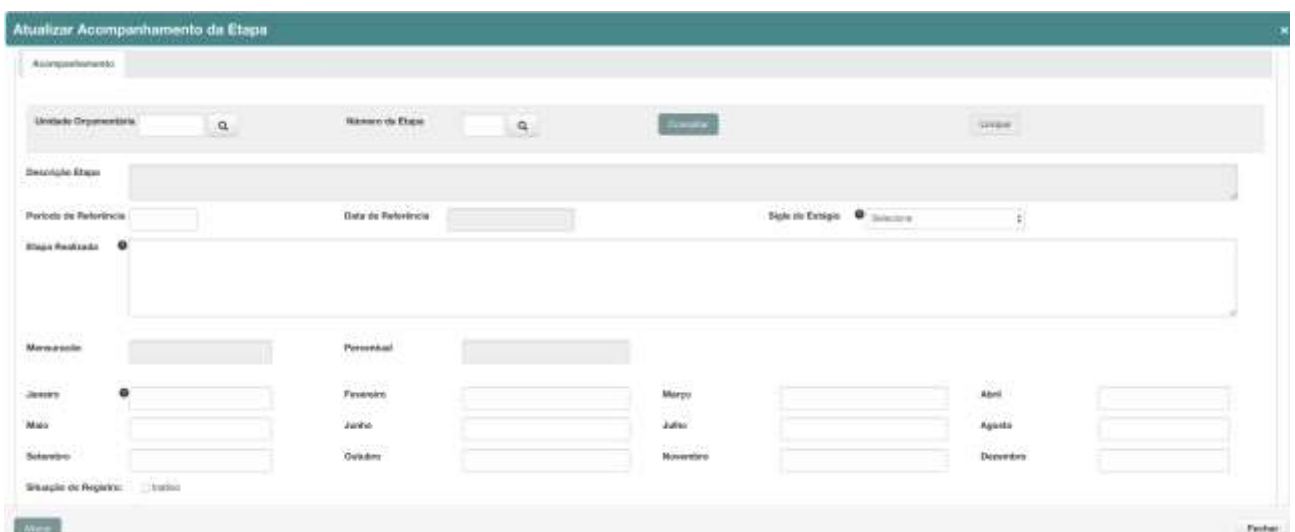 Atualizar Acompanhamento da Etapa ×
Acompanhamento
Unidade Orçamentária Número da Etapa Consultar Limpar
Descrição Etapa
Período de Referência Data de Referência Sigla do Estágio Selecione
Etapa Realizada
Mensuração Percentual
Janeiro Fevereiro Março Abril
Maio Junho Julho Agosto
Setembro Outubro Novembro Dezembro
Situação do Registro: Inativo
Alterar Fechar